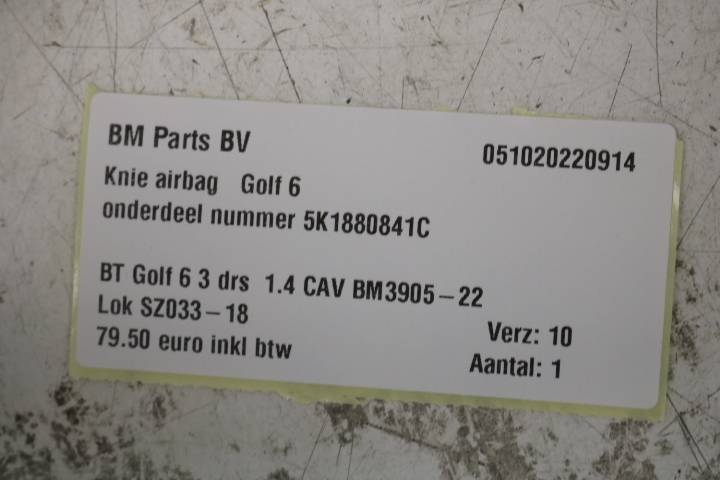 BM Parts BV
051020220914
Knie airbag Golf 6
onderdeel nummer 5K1880841C
BT Golf 6 3 drs 1.4 CAV BM3905-22
Lok SZ033-18
Verz: 10
79.50 euro inkl btw
Aantal: 1